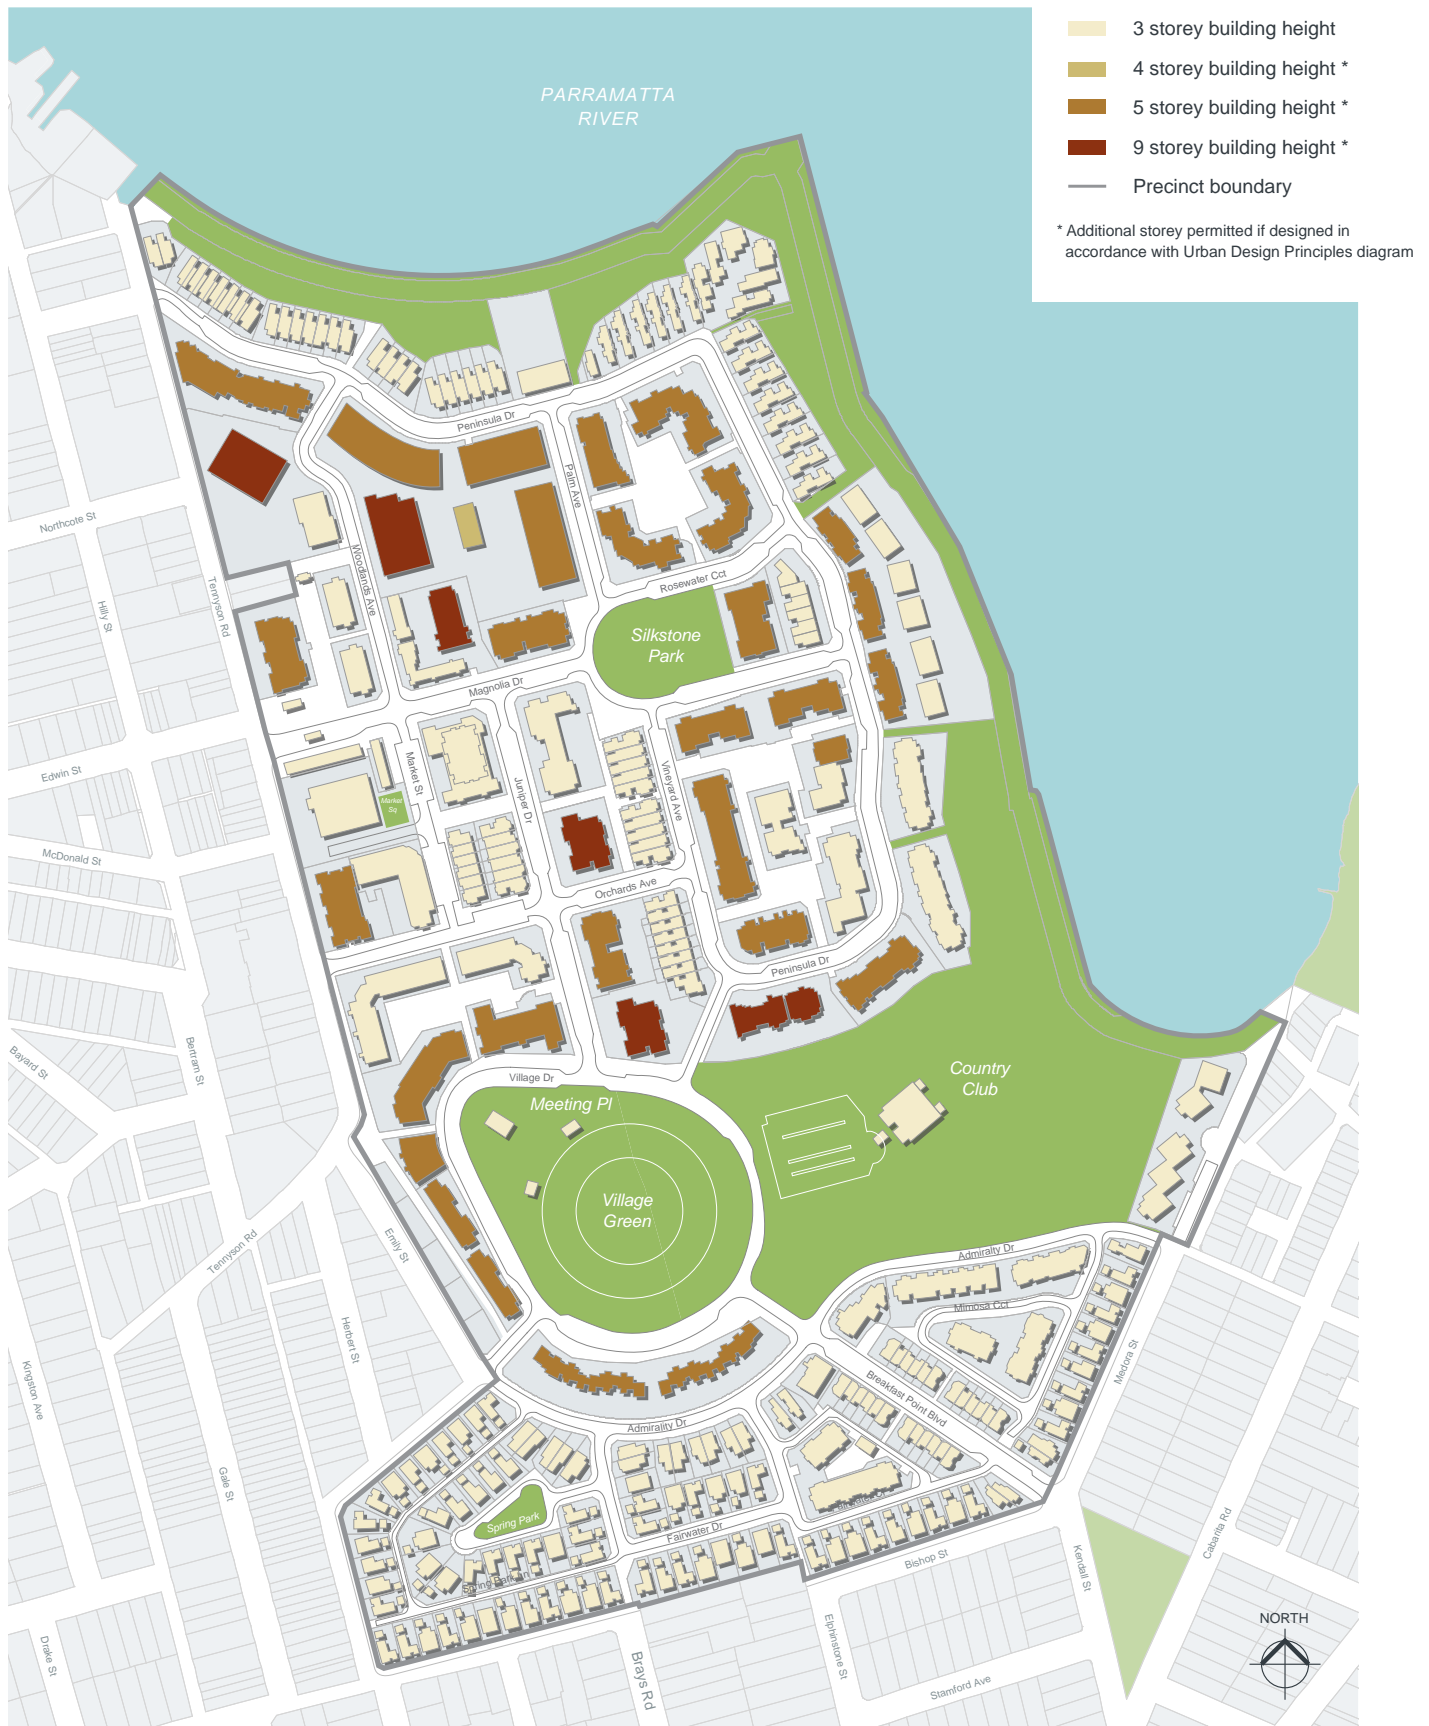 3 storey building height
4 storey building height *
5 storey building height *
9 storey building height *
Precinct boundary
* Additional storey permitted if designed in
accordance with Urban Design Principles diagram
PARRAMATTA
RIVER
Peninsula Dr
Palm Ave
Northcote St
Woodlands Ave
Rosewater Cct
Tennyson Rd
Hilly St
Silkstone
Park
Magnolia Dr
Edwin St
Market St
Juniper Dr
Vineyard Ave
Market
Sq
McDonald St
Orchards Ave
Peninsula Dr
Bertram St
Bayard St
Village Dr
Meeting Pl
Country
Club
Village
Green
Emily St
Tennyson Rd
Admiralty Dr
Mimosa Cct
Herbert St
Kingston Ave
Medora St
Breakfast Point Blvd
Admirality Dr
Gale St
Spring Park
Fairwater Dr
Bishop St
Kendall St
Cabarita Rd
NORTH
Elphinstone St
Drake St
Brays Rd
Stamford Ave